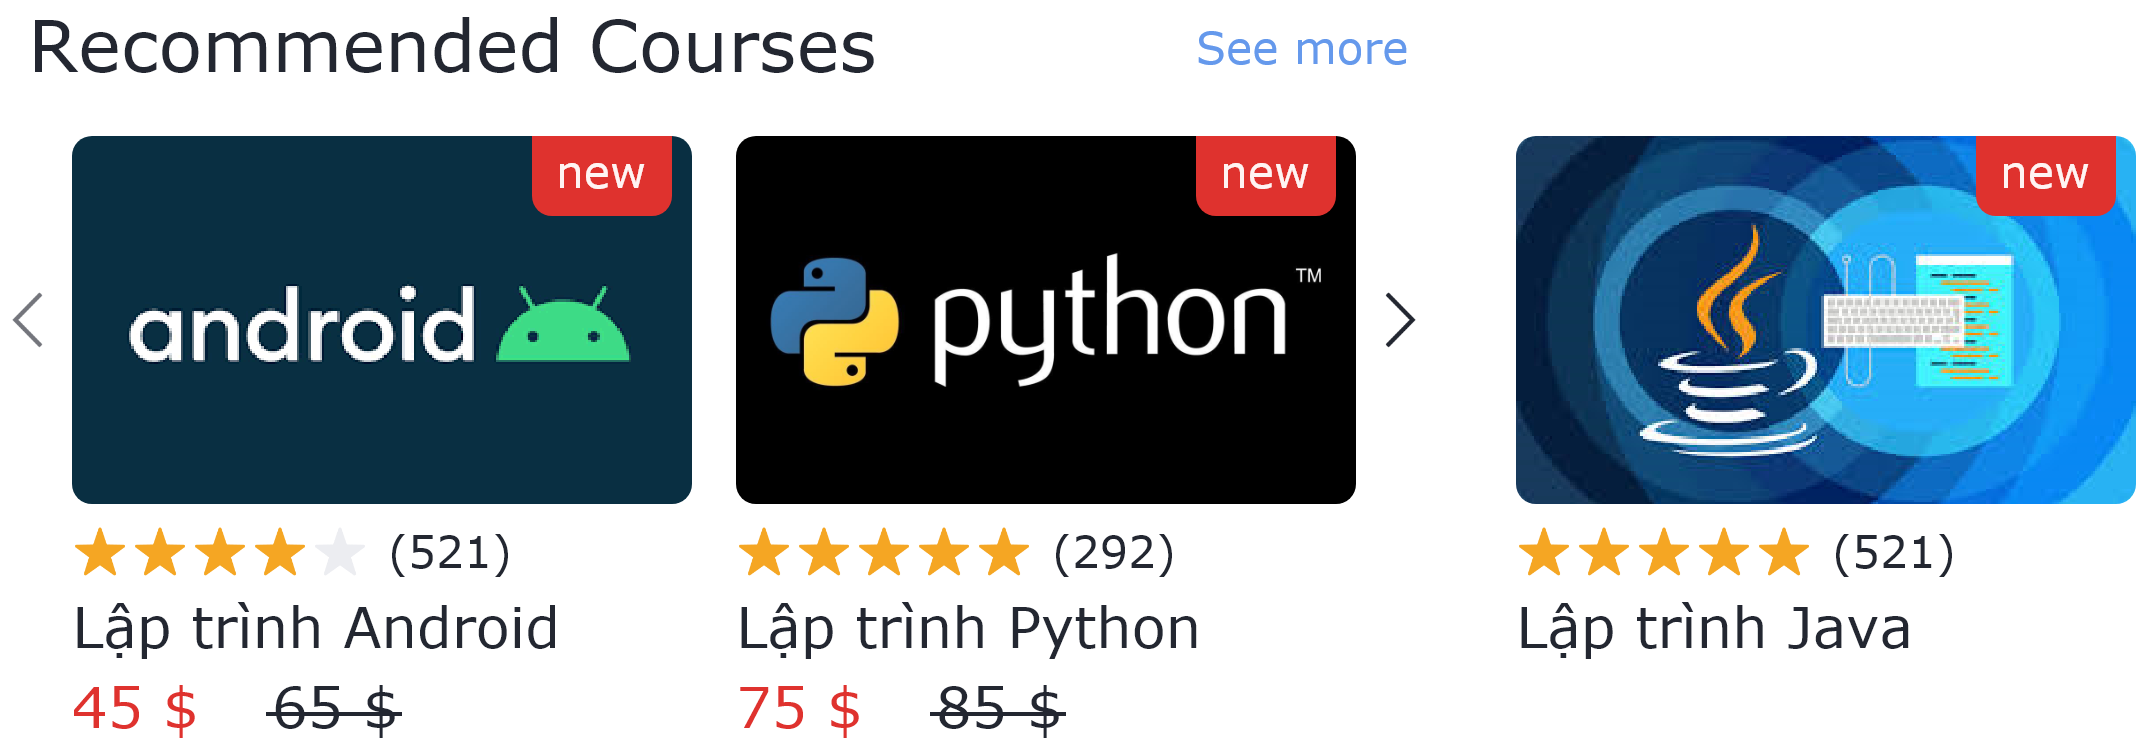 Recommended Courses
See more
new
new
new
android
python™
(521)
(292)
(521)
Lập trình Android
Lập trình Python
Lập trình Java
45 $ 65 $
75 $ 85 $